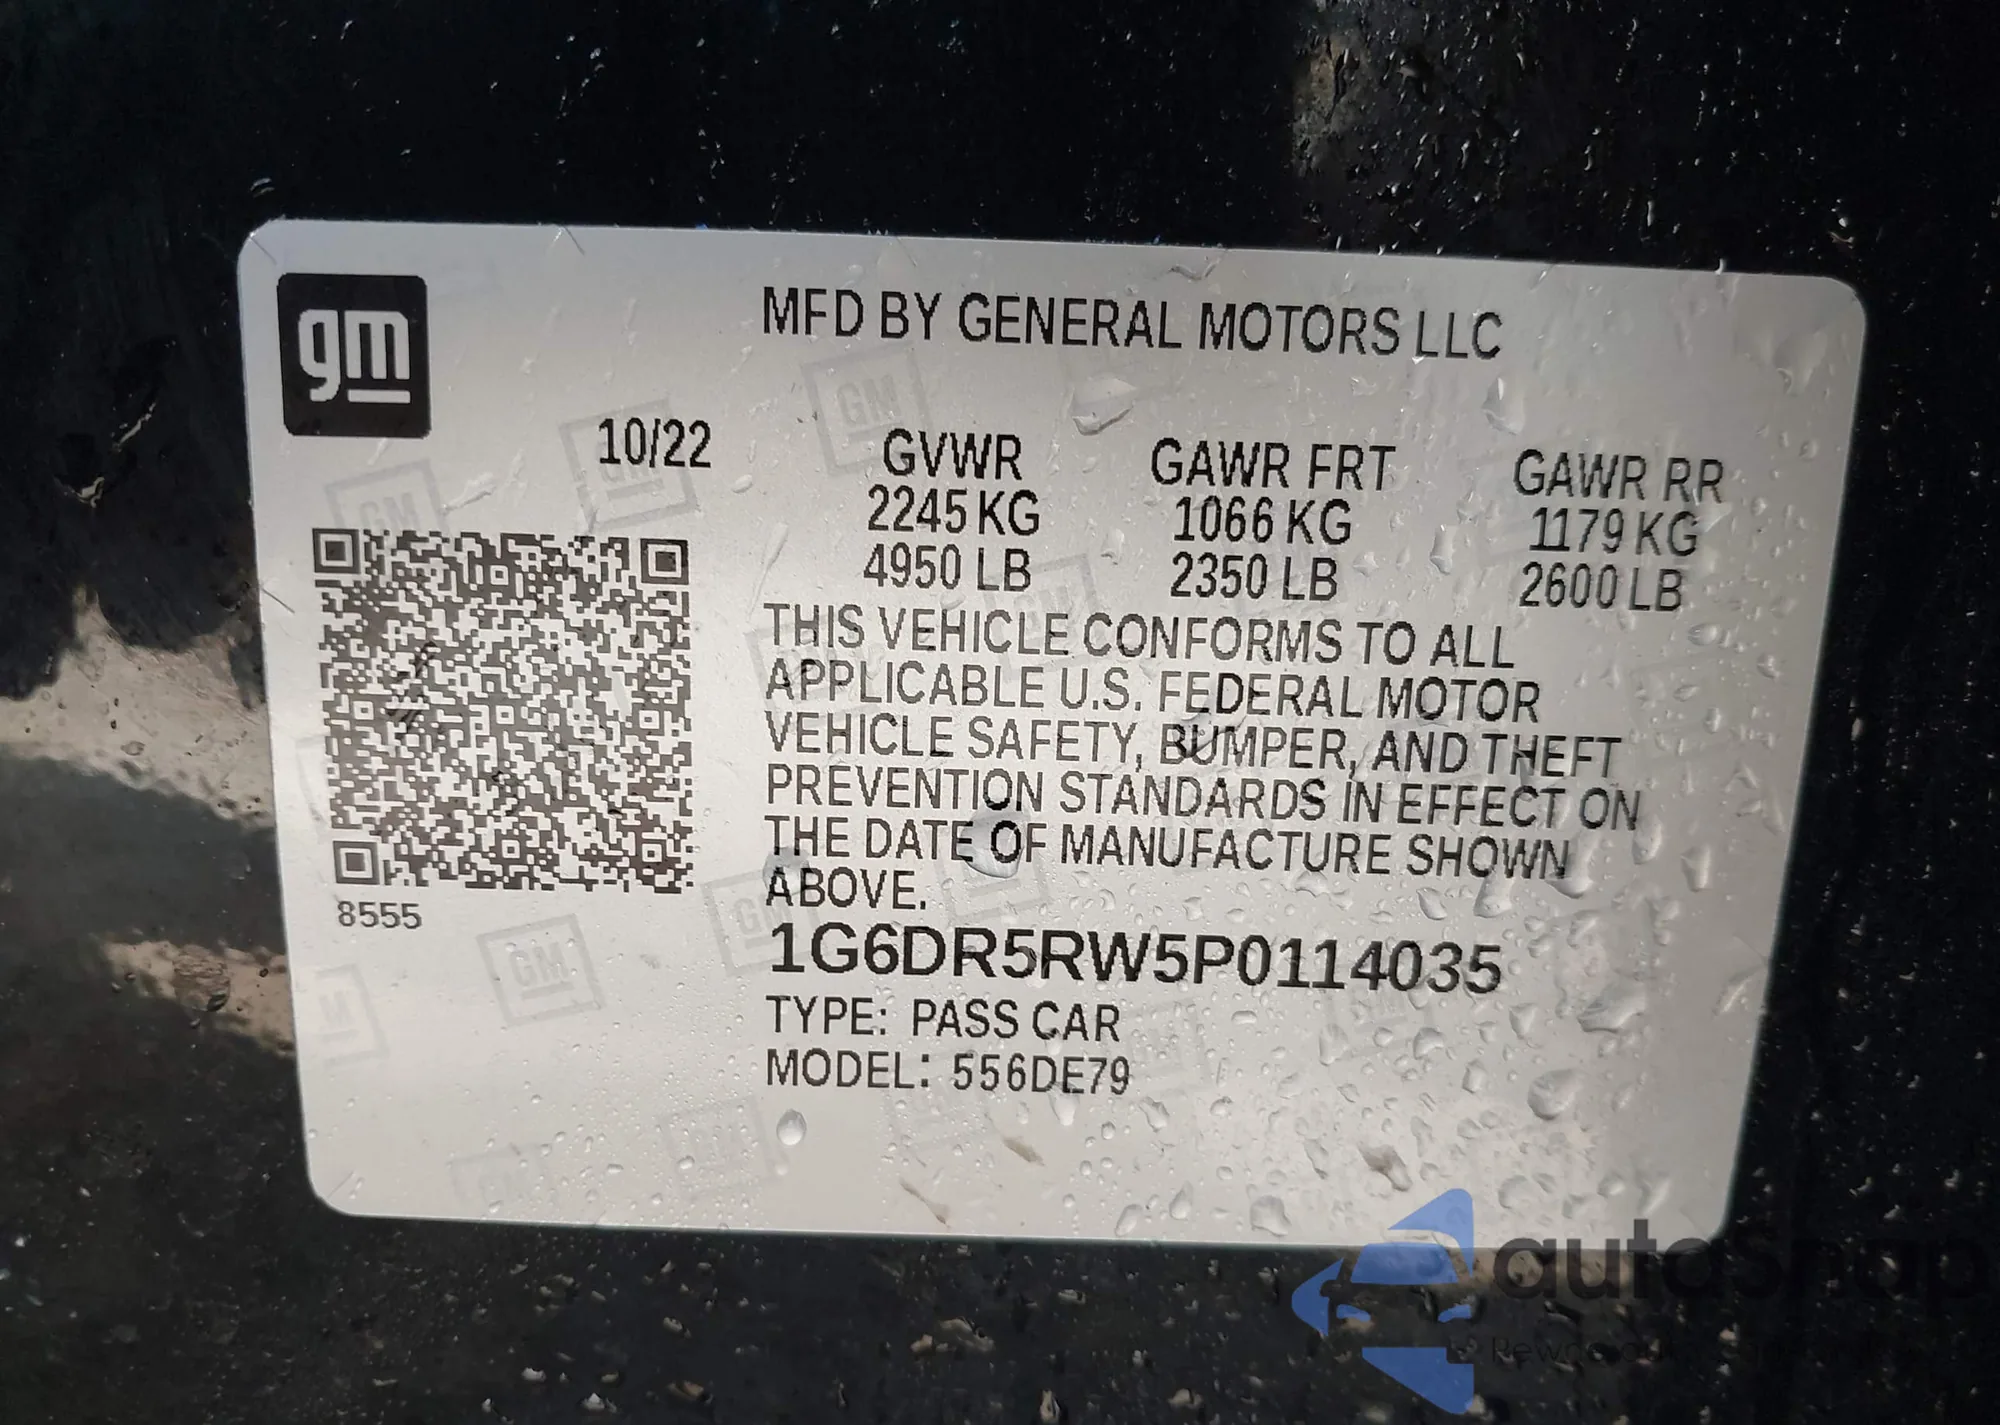 gm
MFD BY GENERAL MOTORS LLC
10/22
GVWR GAWR FRT GAWR RR
2245 KG 1066 KG 1179 KG
4950 LB 2350 LB 2600 LB
THIS VEHICLE CONFORMS TO ALL
APPLICABLE U.S. FEDERAL MOTOR
VEHICLE SAFETY, BUMPER, AND THEFT
PREVENTION STANDARDS IN EFFECT ON
THE DATE OF MANUFACTURE SHOWN
ABOVE.
8555
1G6DR5RW5P0114035
TYPE: PASS CAR
MODEL: 556DE79
autosnap